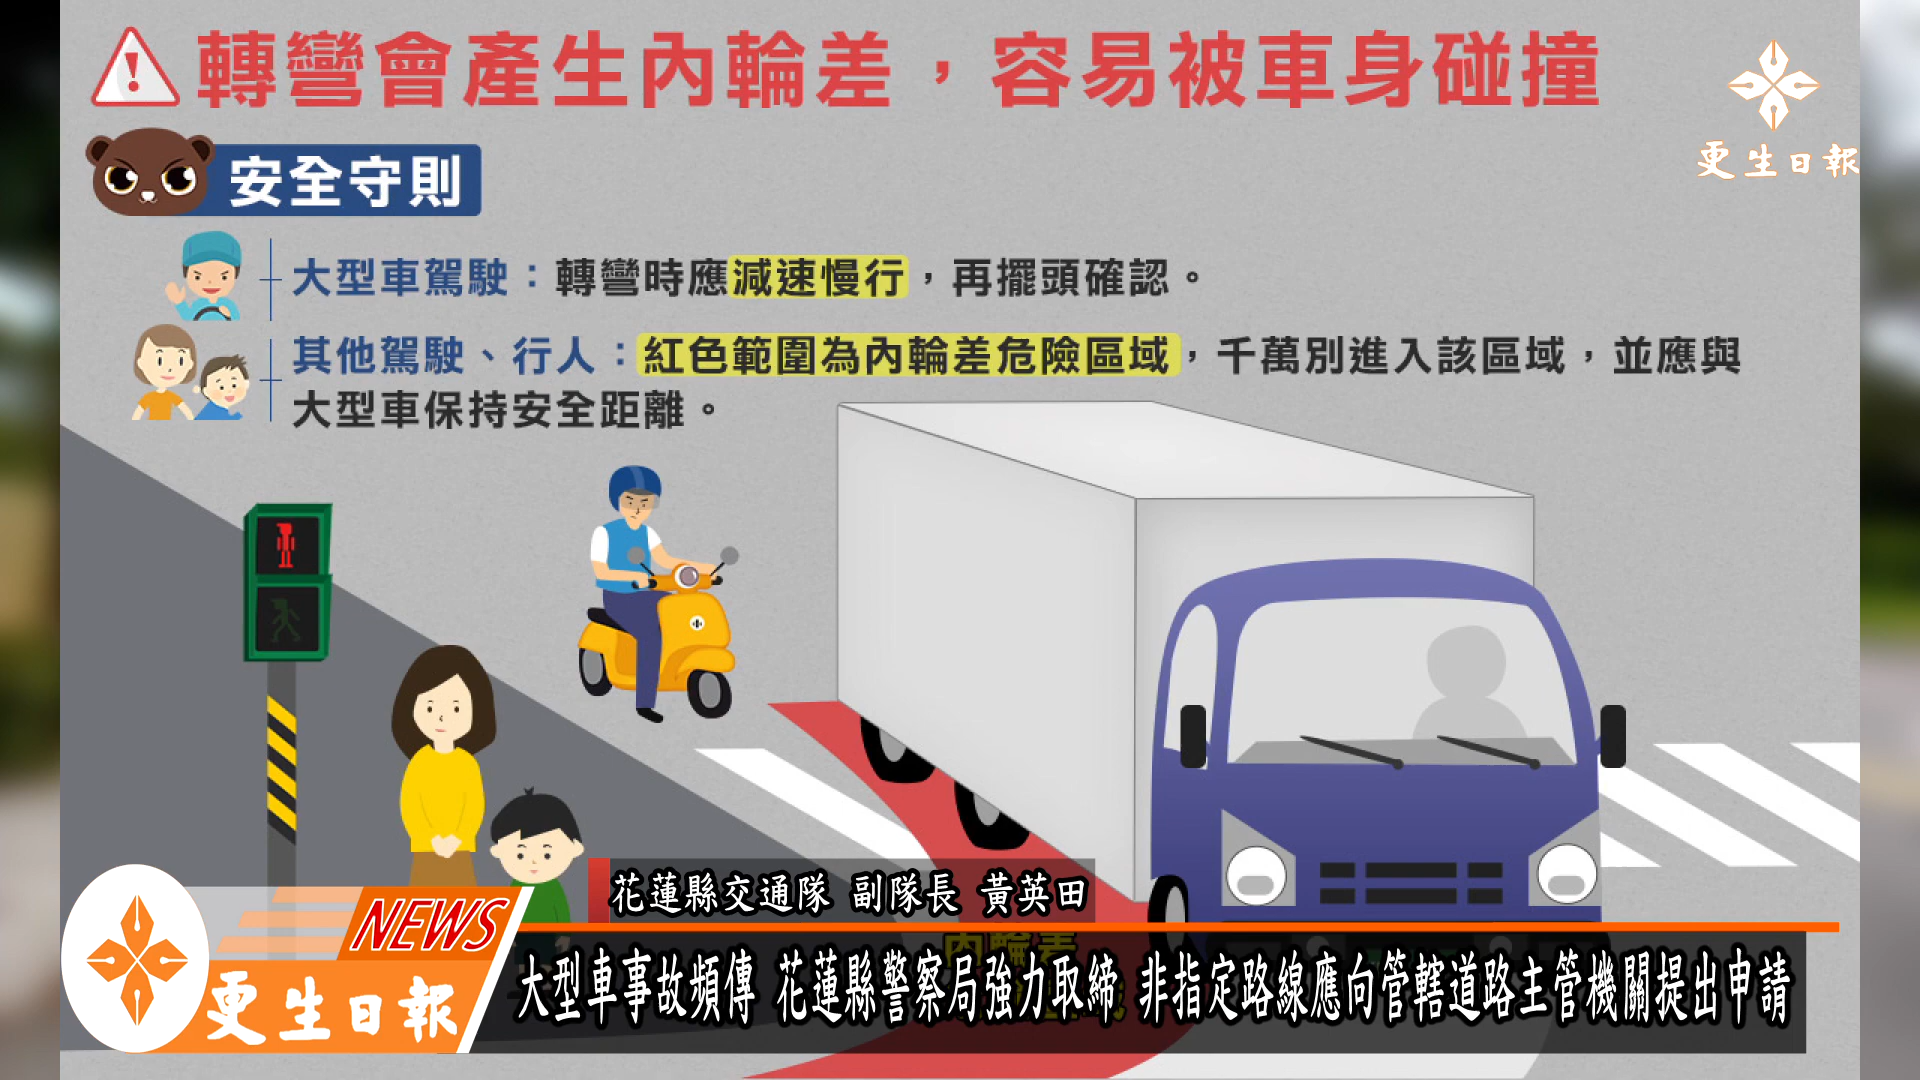 轉彎會產生內輪差，容易被車身碰撞
更生日報
安全守則
大型車駕駛：轉彎時應減速慢行，再擺頭確認。
其他駕駛、行人：紅色範圍為內輪差危險區域，千萬別進入該區域，並應與
大型車保持安全距離。
花蓮縣交通隊 副隊長 黃英田
NEWS
內輪差
大型車事故頻傳 花蓮縣警察局強力取締 非指定路線應向管轄道路主管機關提出申請
更生日報